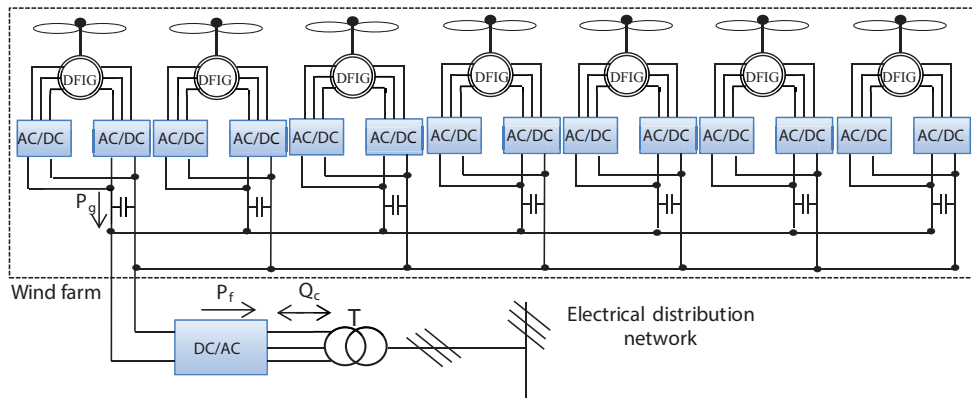 DFIG DFIG DFIG DFIG DFIG DFIG DFIG
AC/DC AC/DC AC/DC AC/DC AC/DC AC/DC AC/DC AC/DC AC/DC AC/DC AC/DC AC/DC AC/DC AC/DC
Pg
Wind farm
Pf
Qc
T
DC/AC
Electrical distribution
network